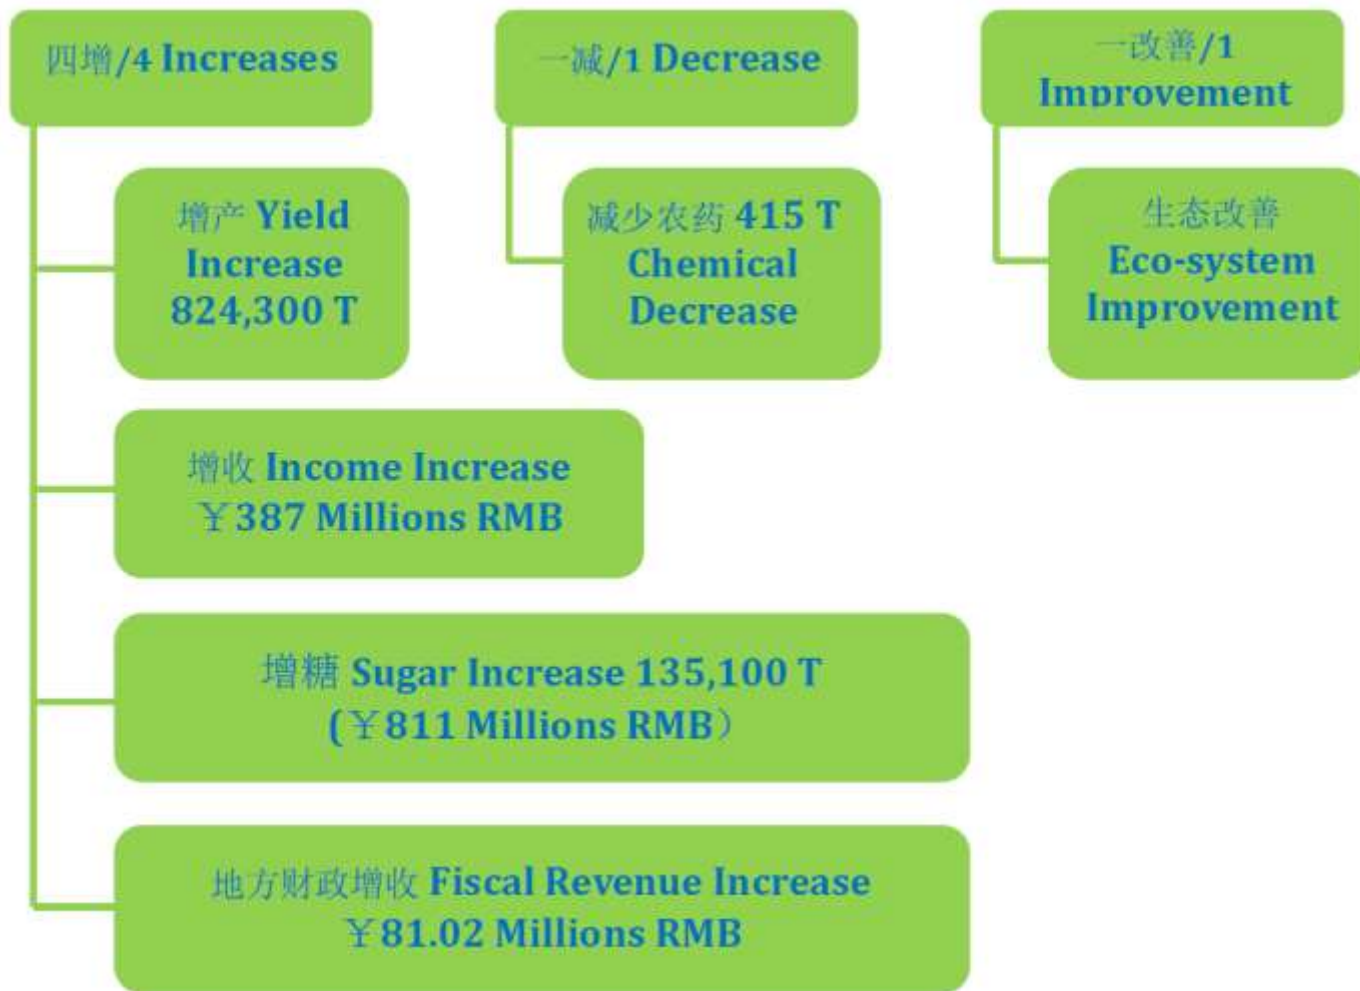 四增/4 Increases
增产 Yield
Increase
824,300 T
增收 Income Increase
￥387 Millions RMB
增糖 Sugar Increase 135,100 T
(￥811 Millions RMB）
地方财政增收 Fiscal Revenue Increase
￥81.02 Millions RMB
一减/1 Decrease
减少农药 415 T
Chemical
Decrease
一改善/1
Improvement
生态改善
Eco-system
Improvement